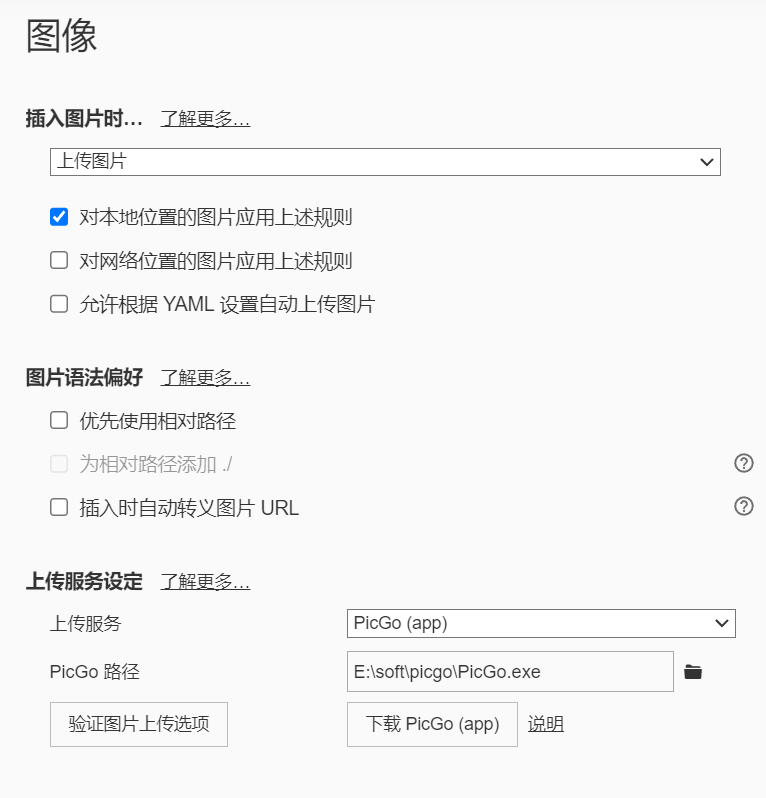 图像
插入图片时... 了解更多...
上传图片
对本地位置的图片应用上述规则
对网络位置的图片应用上述规则
允许根据 YAML 设置自动上传图片
图片语法偏好 了解更多...
优先使用相对路径
为相对路径添加 ./
插入时自动转义图片 URL
上传服务设定 了解更多...
上传服务 PicGo (app)
PicGo 路径 E:\soft\picgo\PicGo.exe
验证图片上传选项 下载 PicGo (app) 说明